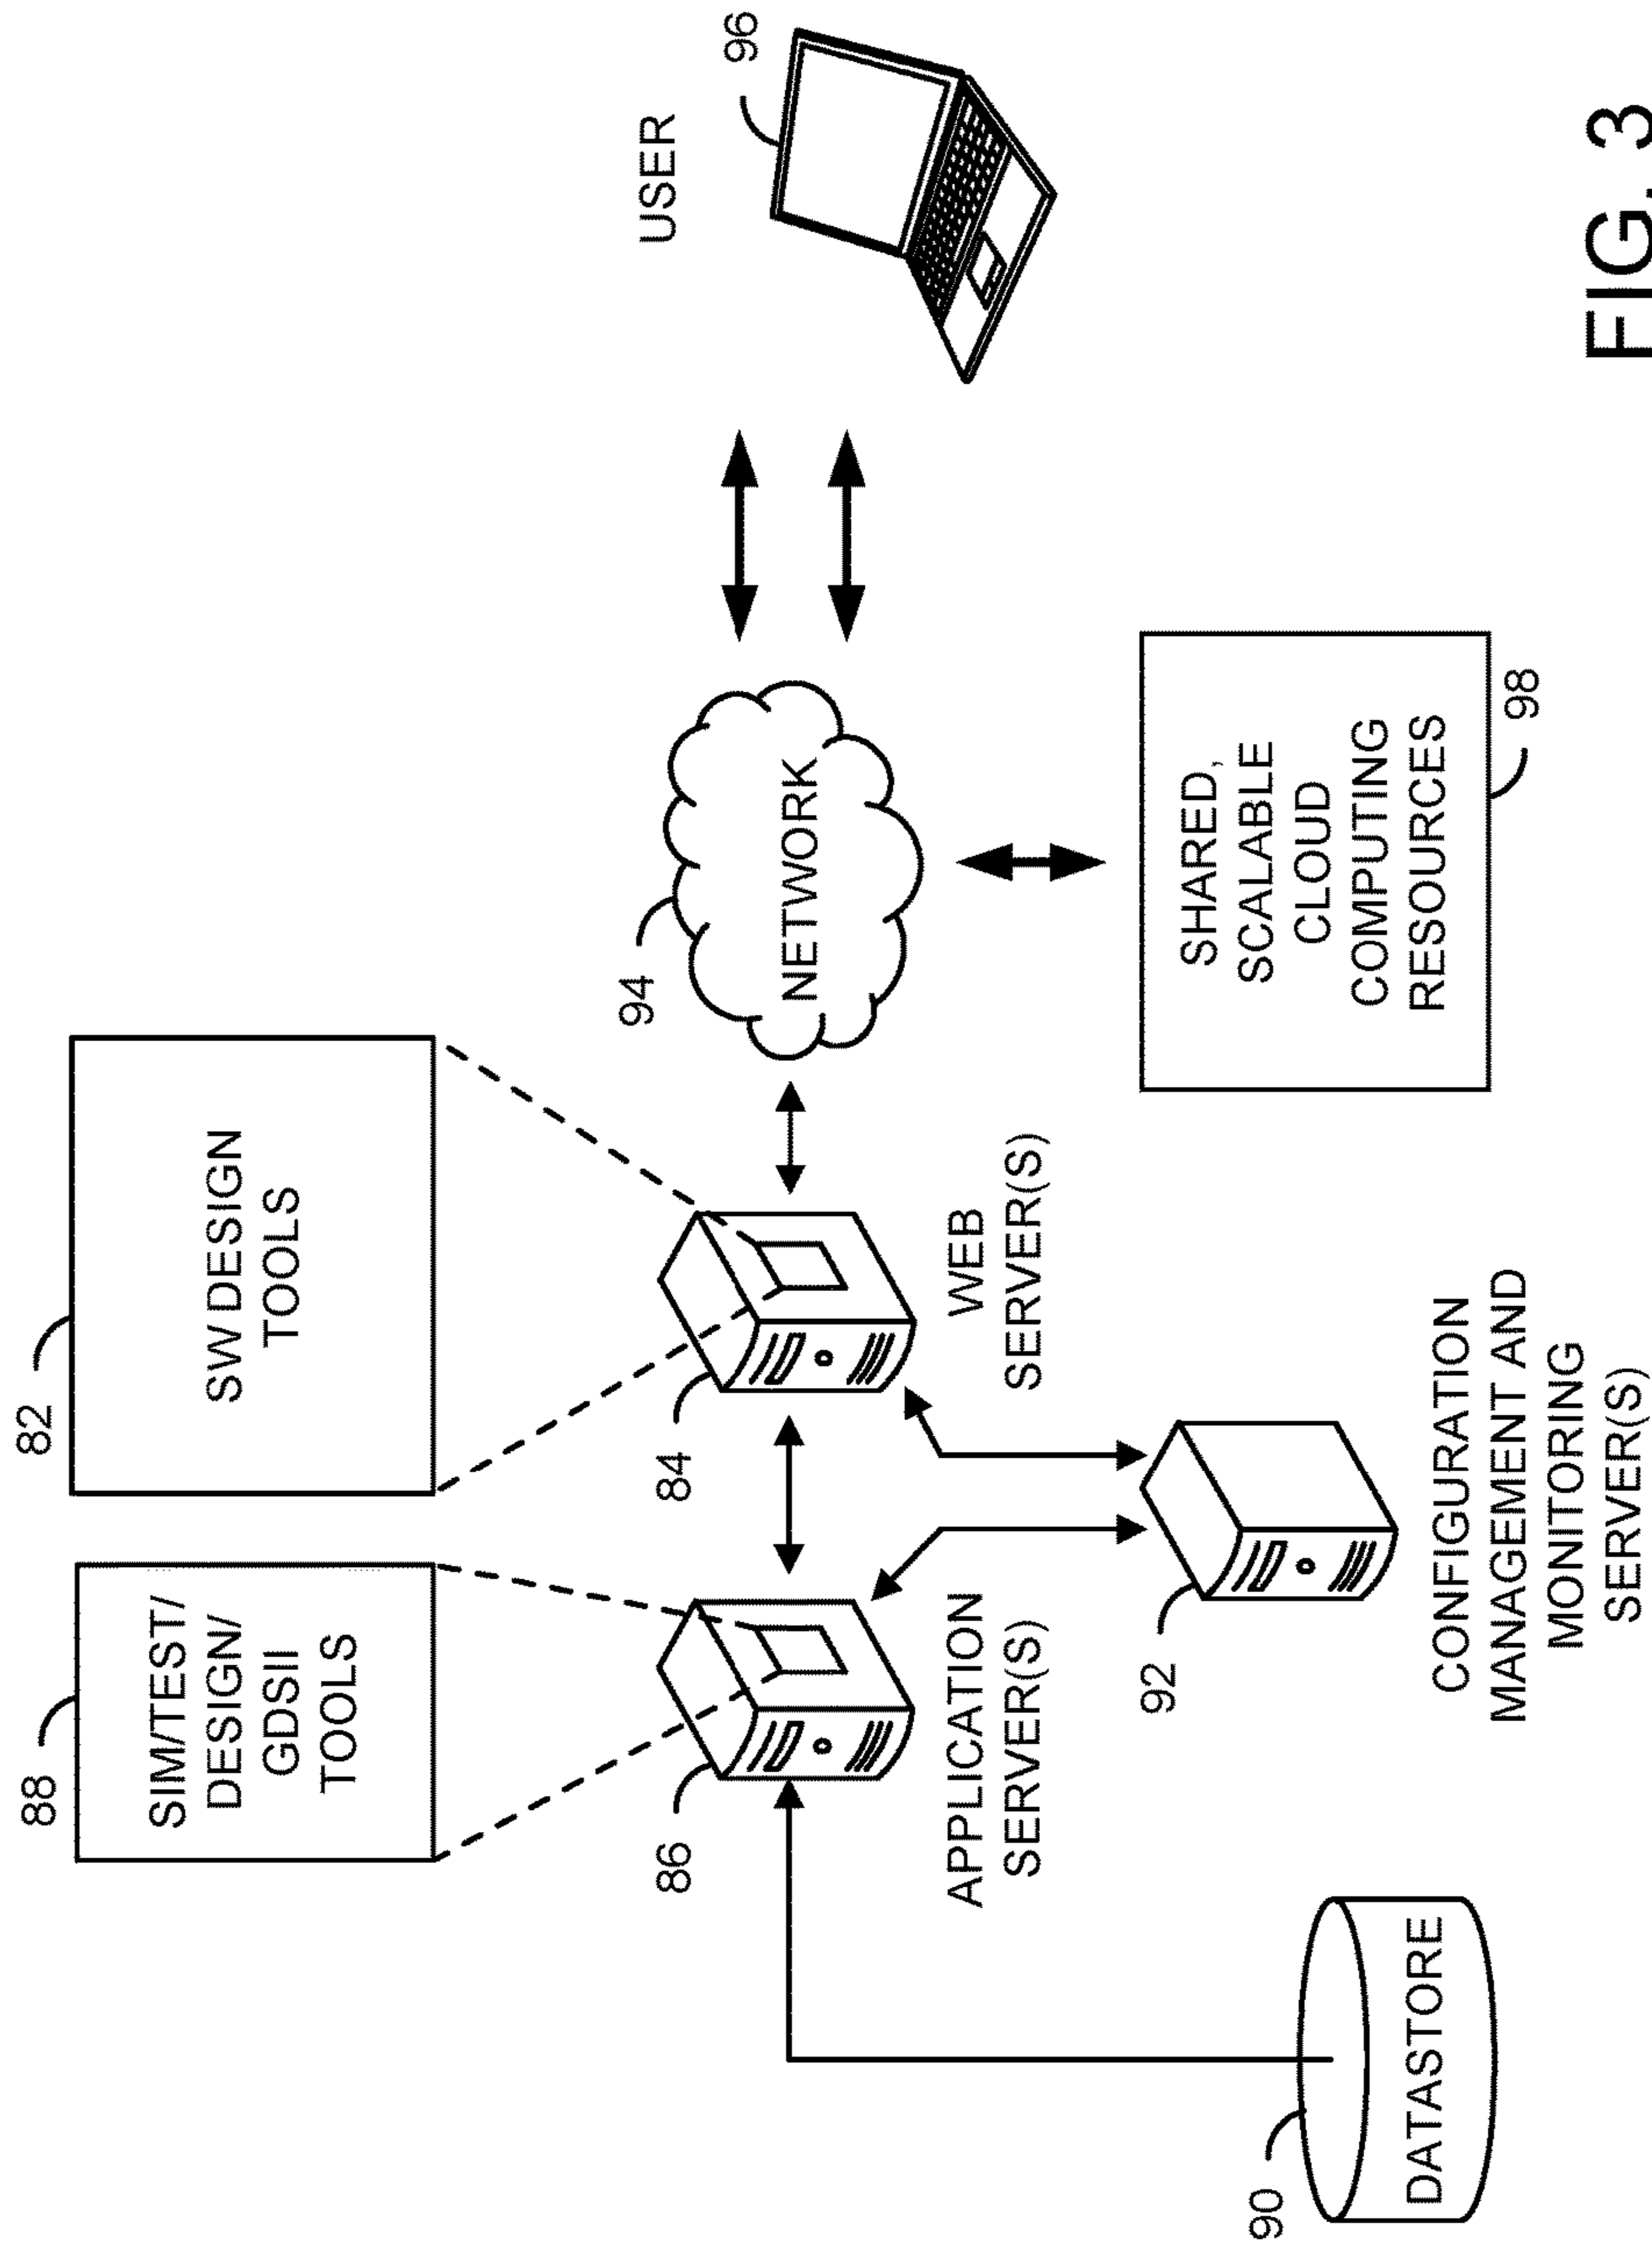 88
SIM/TEST/
DESIGN/
GDSII
TOOLS
82
SW DESIGN
TOOLS
86
APPLICATION
SERVER(S)
84
WEB
SERVER(S)
94
NETWORK
USER
96
90
DATASTORE
92
CONFIGURATION
MANAGEMENT AND
MONITORING
SERVER(S)
SHARED,
SCALABLE
CLOUD
COMPUTING
RESOURCES
98
FIG. 3